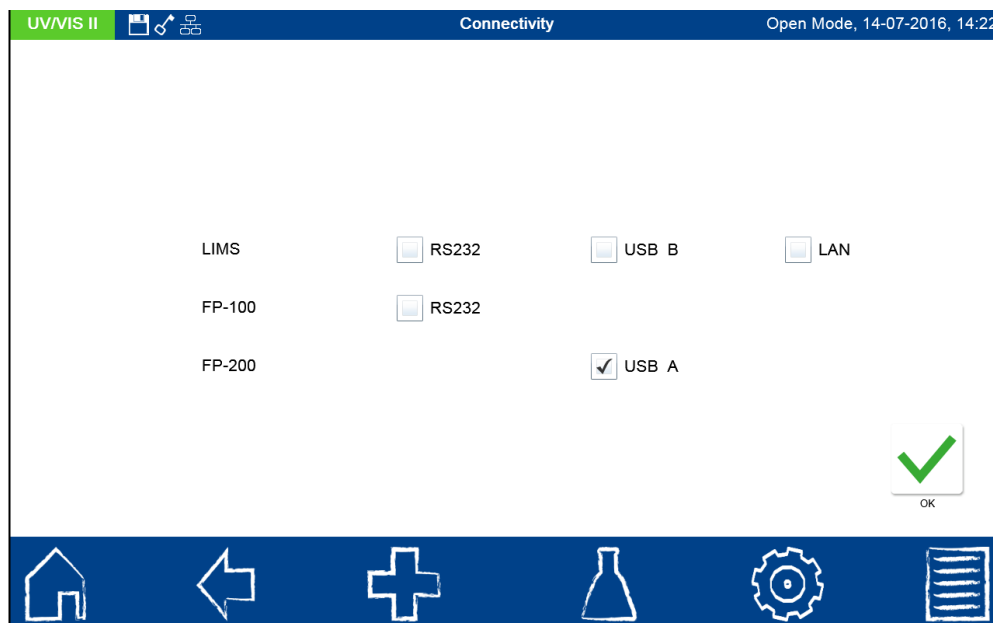 UV/VIS II Connectivity Open Mode, 14-07-2016, 14:22
LIMS RS232 USB B LAN
FP-100 RS232
FP-200 USB A
OK